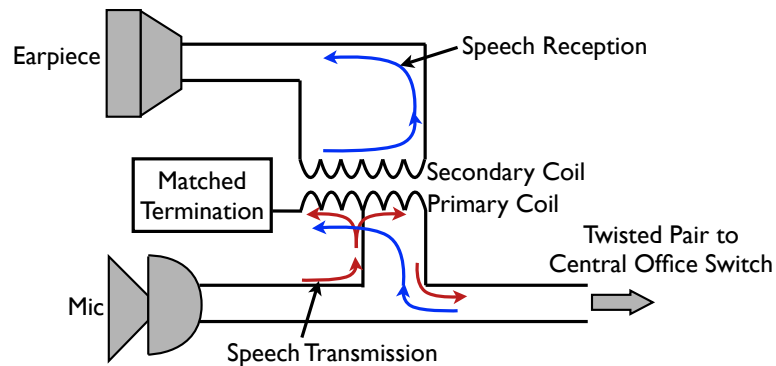 Earpiece
Speech Reception
Secondary Coil
Matched
Termination
Primary Coil
Twisted Pair to
Central Office Switch
Mic
Speech Transmission